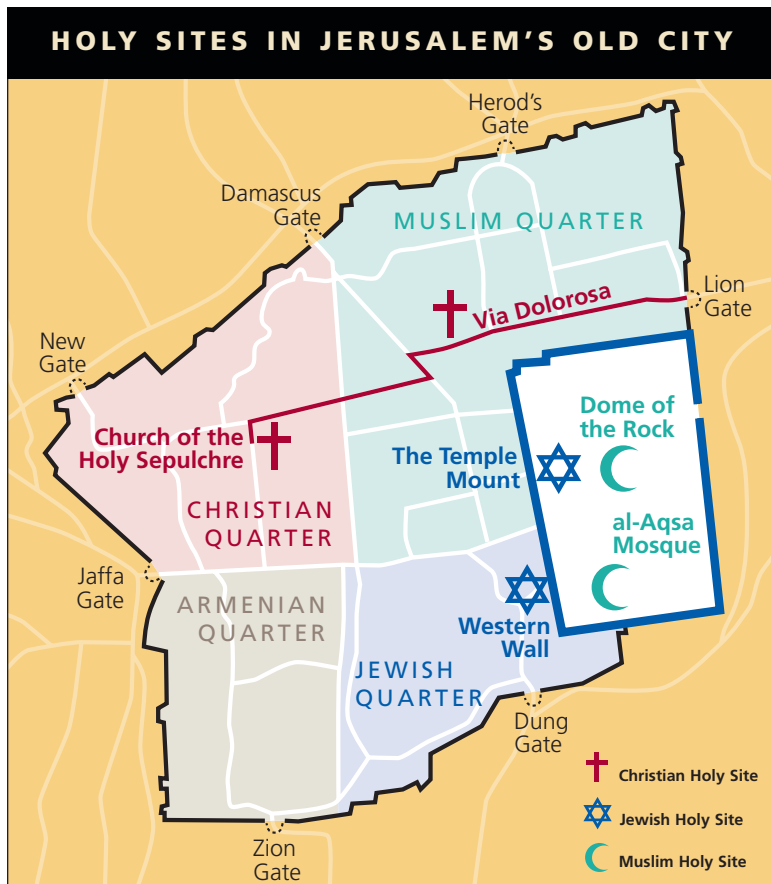 HOLY SITES IN JERUSALEM'S OLD CITY
Herod's
Gate
Damascus
Gate
MUSLIM QUARTER
Lion
Gate
Via Dolorosa
New
Gate
Dome of
the Rock
Church of the
Holy Sepulchre
The Temple
Mount
CHRISTIAN
QUARTER
al-Aqsa
Mosque
Jaffa
Gate
ARMENIAN
QUARTER
Western
Wall
JEWISH
QUARTER
Dung
Gate
Zion
Gate
Christian Holy Site
Jewish Holy Site
Muslim Holy Site